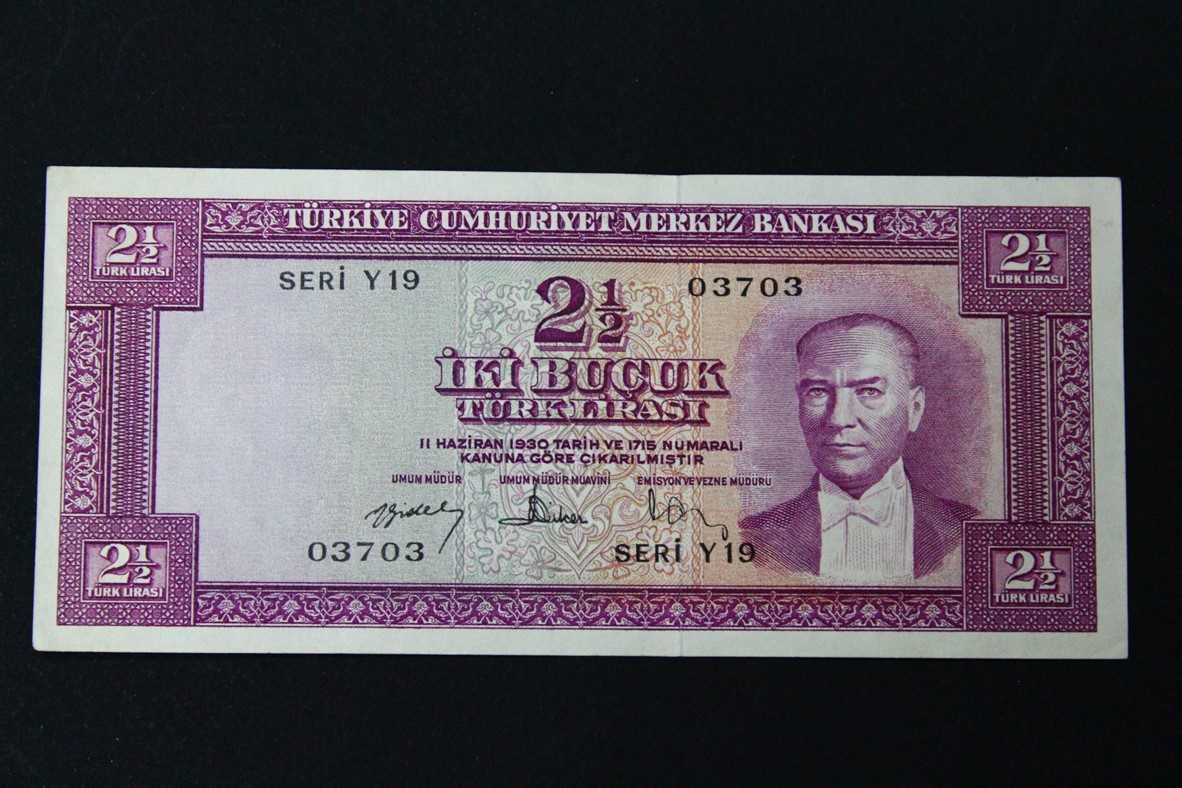 TÜRKİYE CUMHURİYET MERKEZ BANKASI
2½
TÜRK LİRASI
2½
TÜRK LİRASI
SERİ Y19
2½
03703
İKİ BUÇUK
TÜRK LİRASI
11 HAZİRAN 1930 TARİH VE 1715 NUMARALI
KANUNA GÖRE ÇIKARILMIŞTIR
UMUM MÜDÜR
UMUM MÜDÜR MUAVİNİ
EMİSYON VE VEZNE MÜDÜRÜ
03703
SERİ Y19
2½
TÜRK LİRASI
2½
TÜRK LİRASI